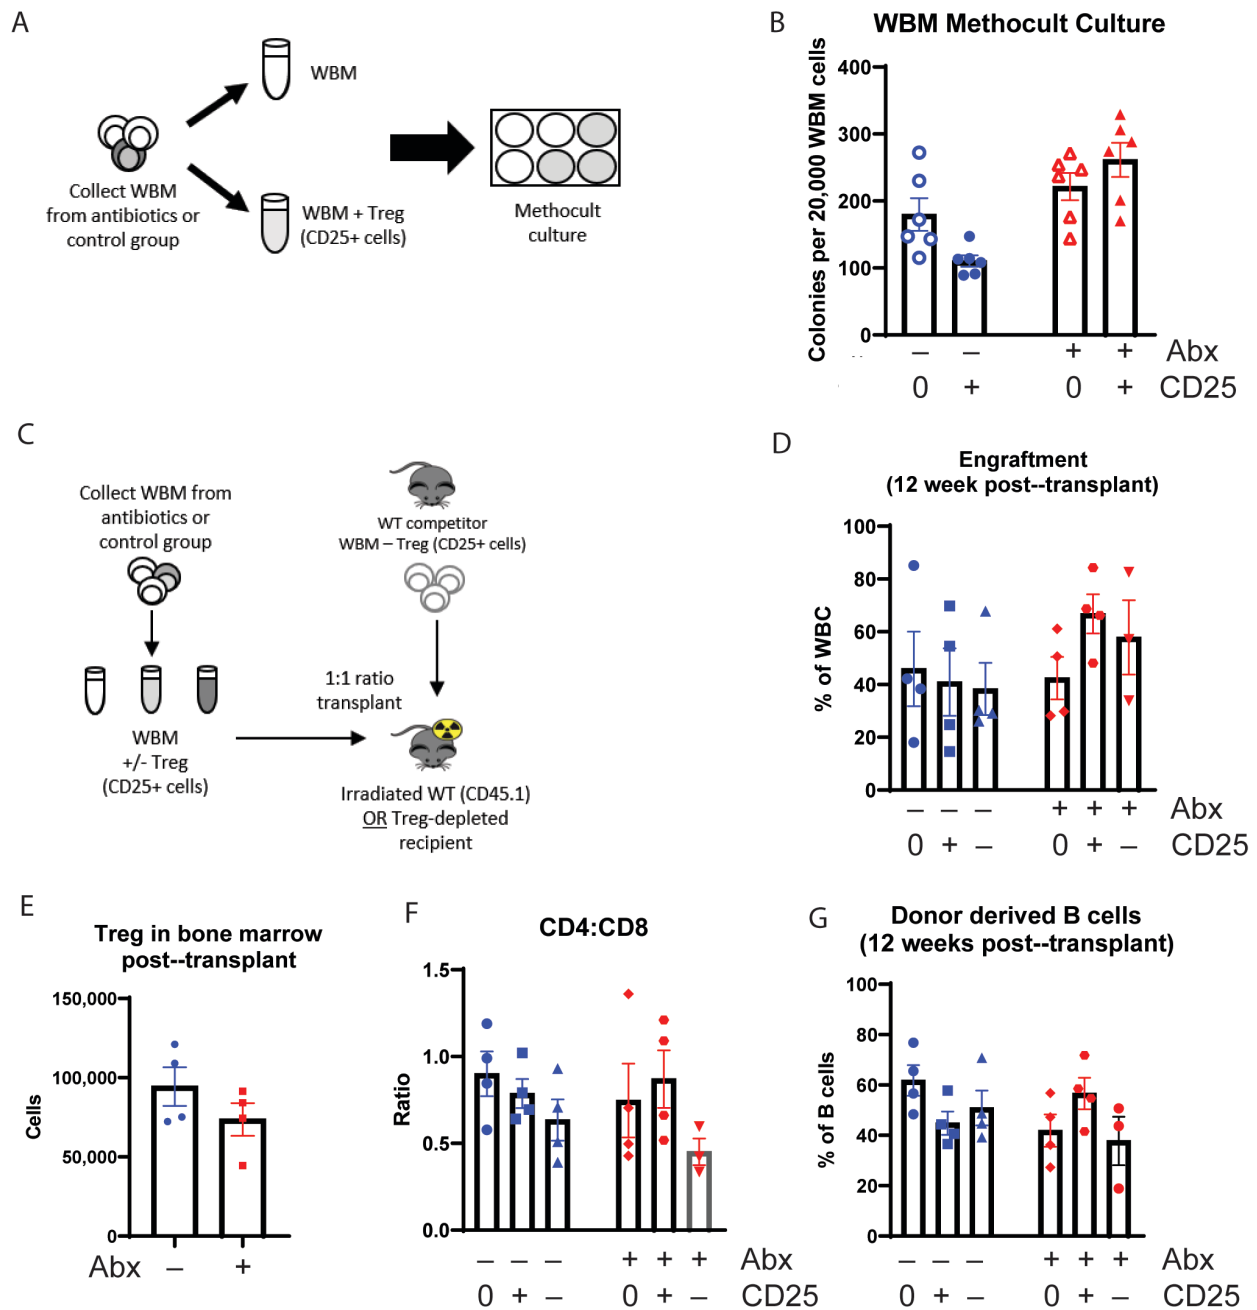 A
WBM
Collect WBM
from antibiotics or
control group
WBM + Treg
(CD25+ cells)
Methocult
culture
B
WBM Methocult Culture
Colonies per 20,000 WBM cells
400
300
200
100
0
– – + + Abx
0 + 0 + CD25
C
Collect WBM from
antibiotics or
control group
WT competitor
WBM – Treg (CD25+ cells)
1:1 ratio
transplant
WBM
+/- Treg
(CD25+ cells)
Irradiated WT (CD45.1)
OR Treg-depleted
recipient
D
Engraftment
(12 week post--transplant)
% of WBC
100
80
60
40
20
0
– – – + + + Abx
0 + – 0 + – CD25
E
Treg in bone marrow
post--transplant
Cells
150,000
100,000
50,000
0
Abx – +
F
CD4:CD8
Ratio
1.5
1.0
0.5
0.0
– – – + + + Abx
0 + – 0 + – CD25
G
Donor derived B cells
(12 weeks post--transplant)
% of B cells
100
80
60
40
20
0
– – – + + + Abx
0 + – 0 + – CD25